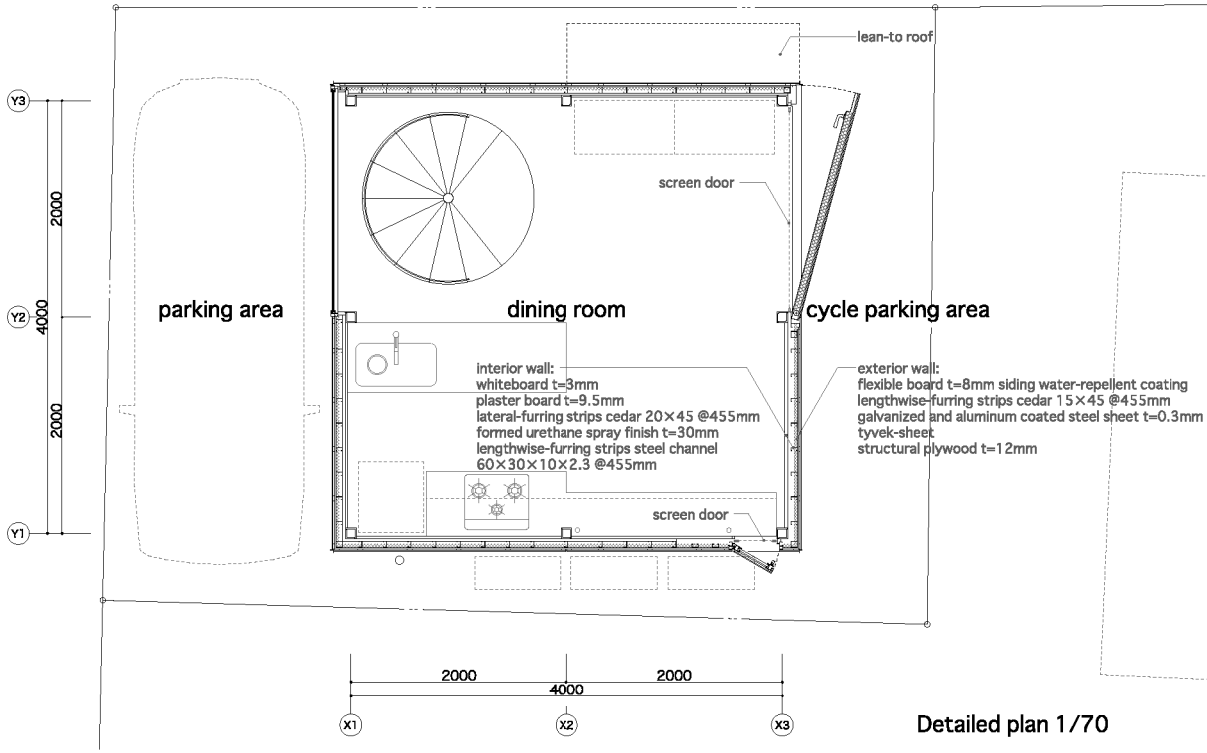 lean-to roof
Y3
2000
screen door
parking area
dining room
cycle parking area
Y2
4000
interior wall:
whiteboard t=3mm
plaster board t=9.5mm
lateral-furring strips cedar 20×45 @455mm
formed urethane spray finish t=30mm
lengthwise-furring strips steel channel
60×30×10×2.3 @455mm
exterior wall:
flexible board t=8mm siding water-repellent coating
lengthwise-furring strips cedar 15×45 @455mm
galvanized and aluminum coated steel sheet t=0.3mm
tyvek-sheet
structural plywood t=12mm
2000
screen door
Y1
2000
2000
4000
X1
X2
X3
Detailed plan 1/70